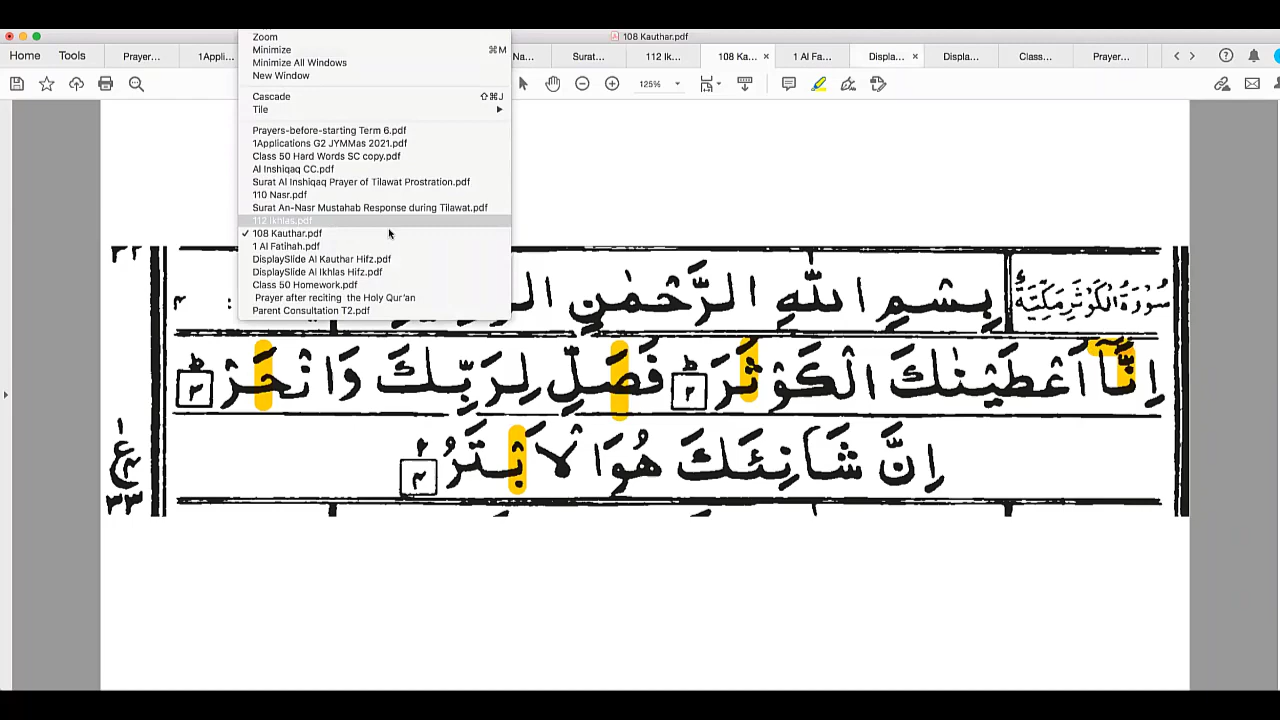 108 Kauthar.pdf
Home Tools Prayer... 1Appli... Na... Surat... 112 Ik... 108 Ka... × 1 Al Fa... Displa... × Displa... Class... Prayer...
125%
Zoom
Minimize ⌘M
Minimize All Windows
New Window
Cascade ⇧⌘J
Tile
Prayers-before-starting Term 6.pdf
1Applications G2 JYMMas 2021.pdf
Class 50 Hard Words SC copy.pdf
Al Inshiqaq CC.pdf
Surat Al Inshiqaq Prayer of Tilawat Prostration.pdf
110 Nasr.pdf
Surat An-Nasr Mustahab Response during Tilawat.pdf
112 Ikhlas.pdf
✓ 108 Kauthar.pdf
1 Al Fatihah.pdf
DisplaySlide Al Kauthar Hifz.pdf
DisplaySlide Al Ikhlas Hifz.pdf
Class 50 Homework.pdf
Prayer after reciting the Holy Qur'an
Parent Consultation T2.pdf
سُوْرَةُ الْكَوْثَرِ مَكِّيَّةٌ بِسْمِ اللّٰهِ الرَّحْمٰنِ
اِنَّاۤ اَعْطَيْنٰكَ الْكَوْثَرَ ؕ ۲ فَصَلِّ لِرَبِّكَ وَانْحَرْ ؕ ۳
اِنَّ شَانِئَكَ هُوَ الْاَبْتَرُ ۴